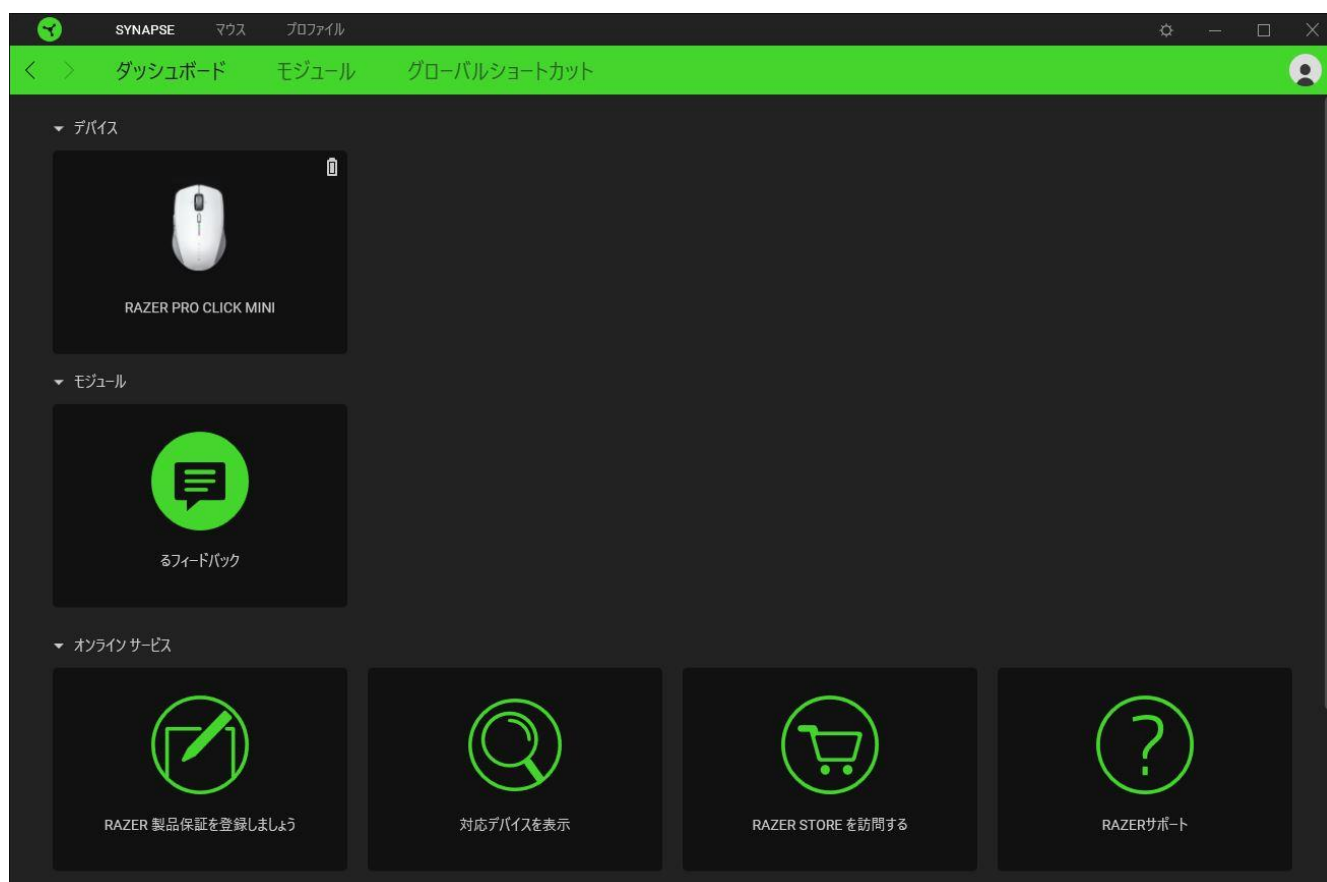 SYNAPSE マウス プロファイル
ダッシュボード モジュール グローバルショートカット
デバイス
RAZER PRO CLICK MINI
モジュール
るフィードバック
オンライン サービス
RAZER 製品保証を登録しましょう 対応デバイスを表示 RAZER STORE を訪問する RAZERサポート